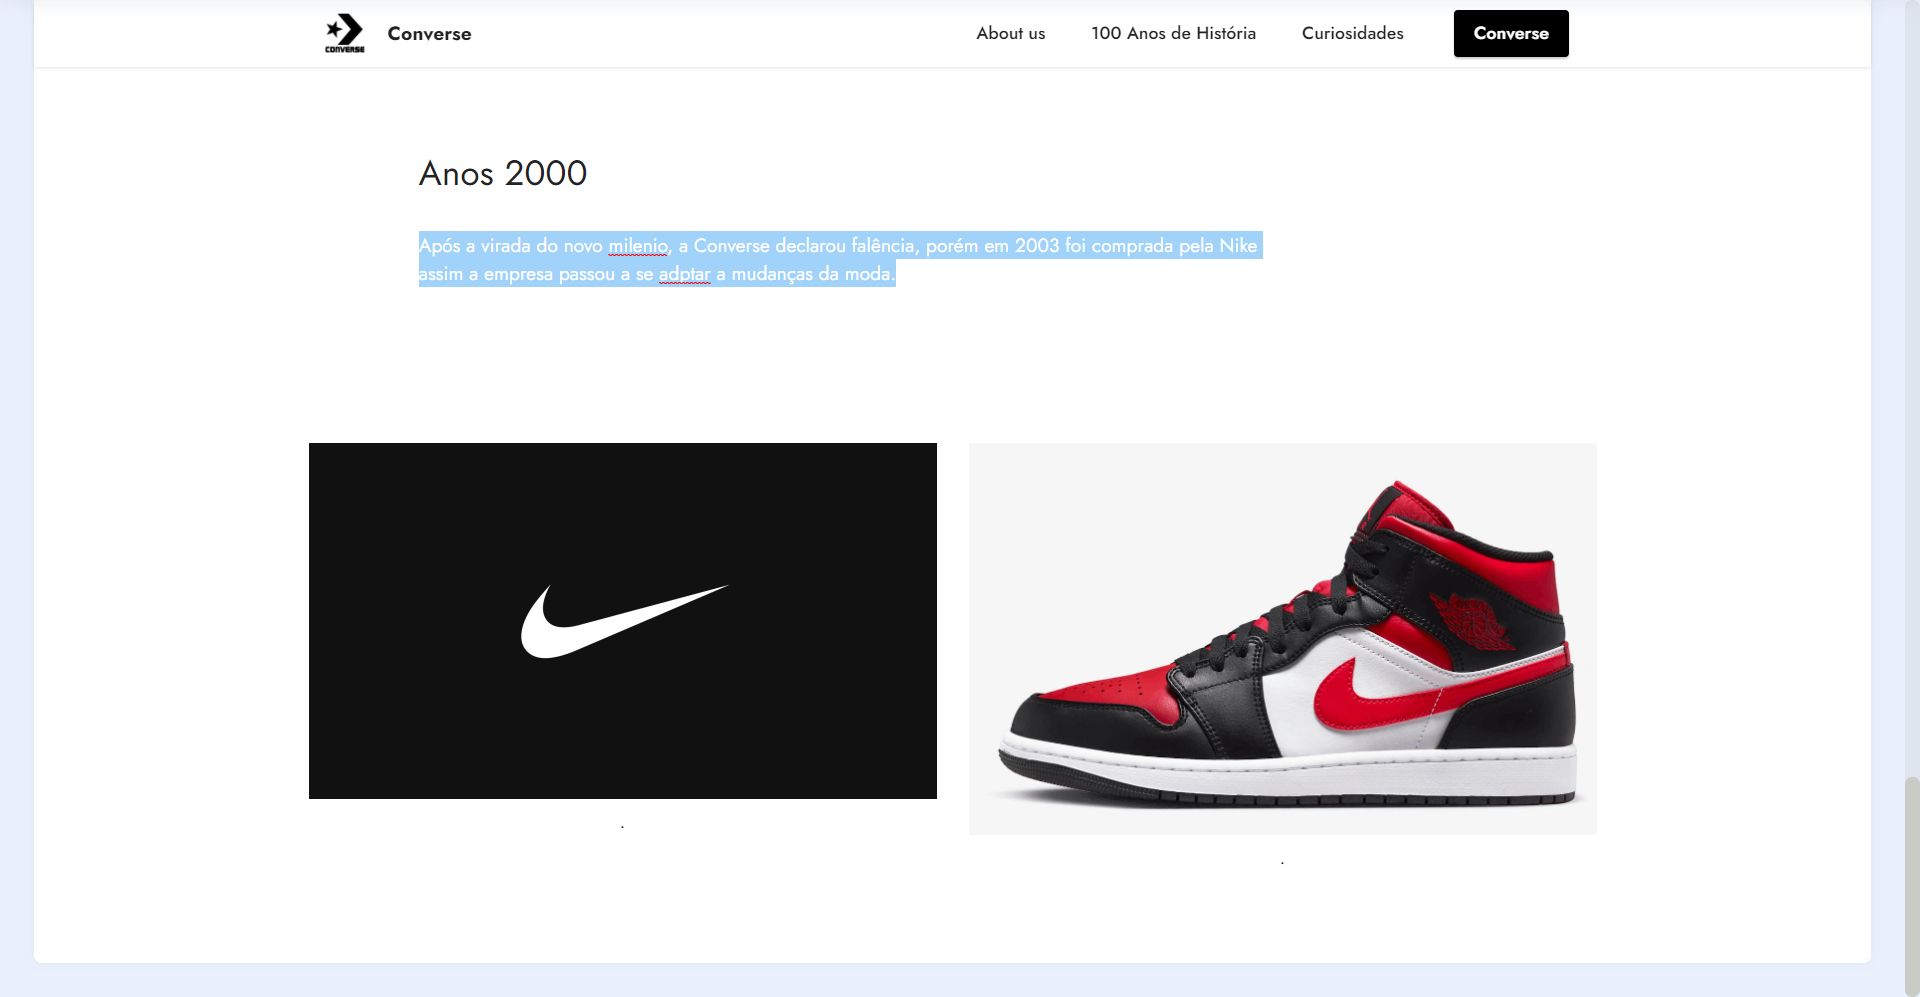 CONVERSE
Converse
About us
100 Anos de História
Curiosidades
Converse
Anos 2000
Após a virada do novo milenio, a Converse declarou falência, porém em 2003 foi comprada pela Nike
assim a empresa passou a se adptar a mudanças da moda.
.
.